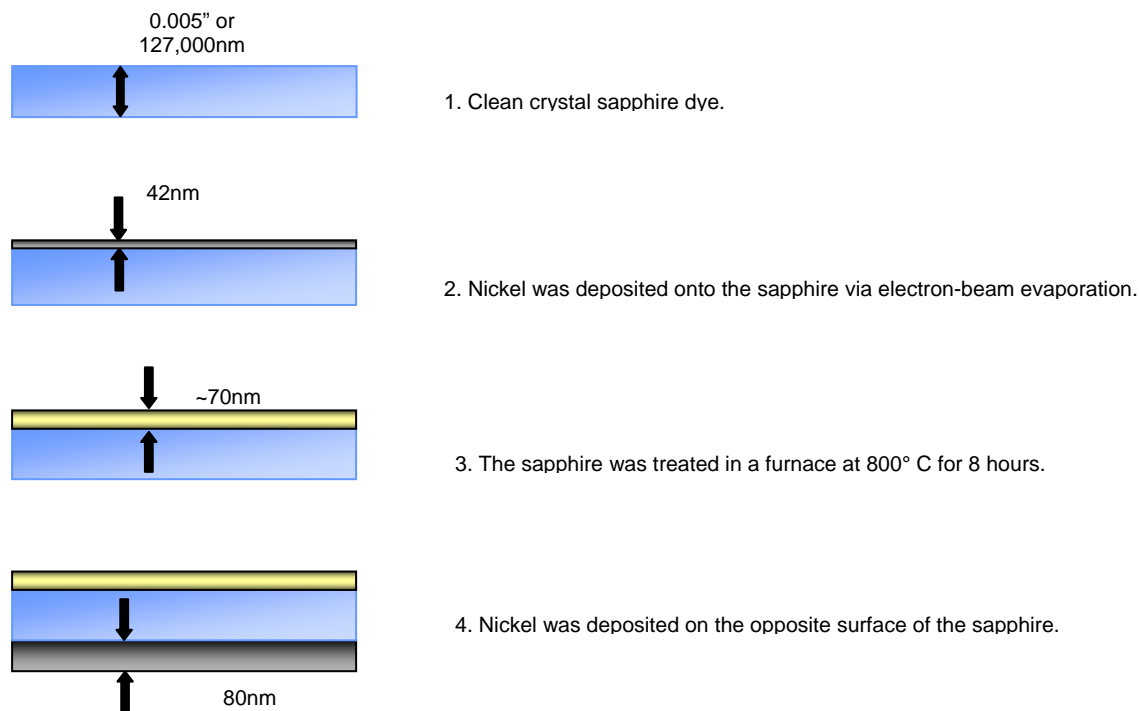 0.005” or
127,000nm
1. Clean crystal sapphire dye.
42nm
2. Nickel was deposited onto the sapphire via electron-beam evaporation.
~70nm
3. The sapphire was treated in a furnace at 800° C for 8 hours.
4. Nickel was deposited on the opposite surface of the sapphire.
80nm